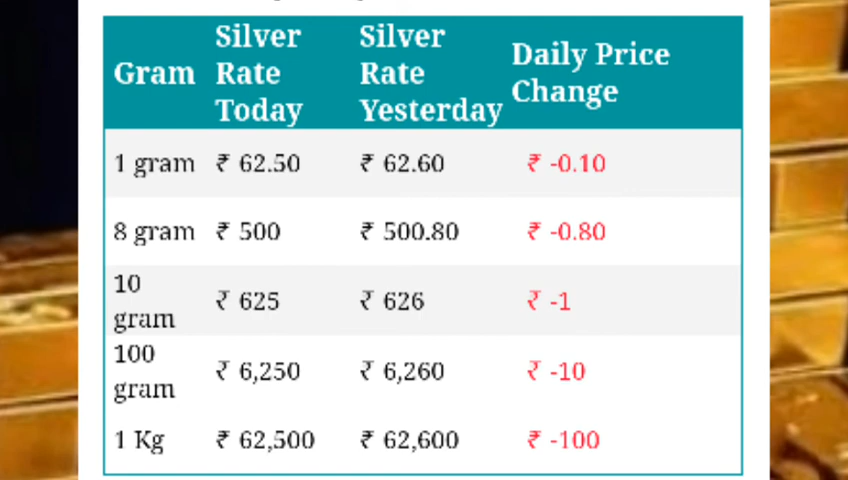 Gram Silver Rate Today Silver Rate Yesterday Daily Price Change
1 gram ₹ 62.50 ₹ 62.60 ₹ -0.10
8 gram ₹ 500 ₹ 500.80 ₹ -0.80
10 gram ₹ 625 ₹ 626 ₹ -1
100 gram ₹ 6,250 ₹ 6,260 ₹ -10
1 Kg ₹ 62,500 ₹ 62,600 ₹ -100